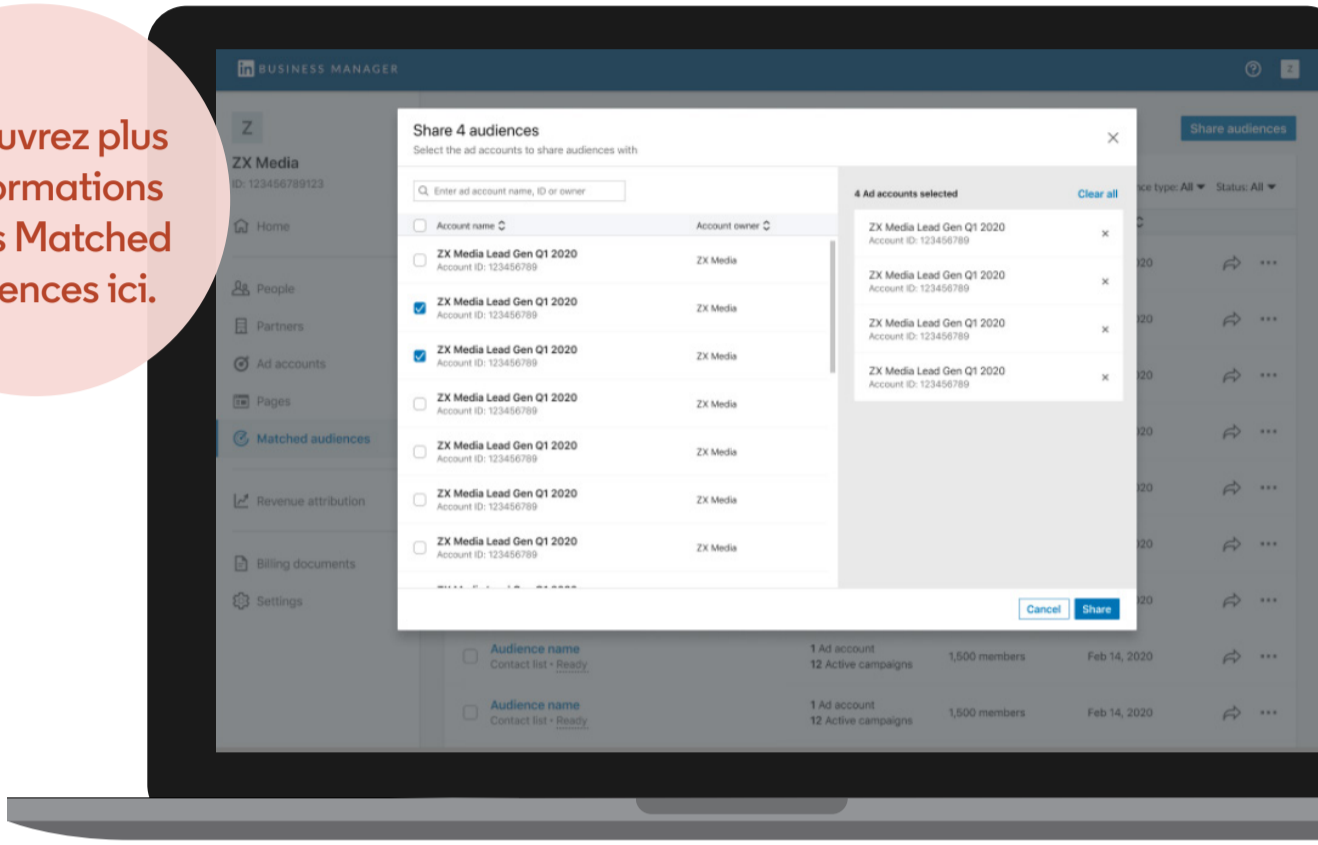 uvrez plus
ormations
s Matched
iences ici.
in BUSINESS MANAGER
Z
Z
ZX Media
ID: 123456789123
Home
People
Partners
Ad accounts
Pages
Matched audiences
Revenue attribution
Billing documents
Settings
Share audiences
nce type: All Status: All
Share 4 audiences
Select the ad accounts to share audiences with
Enter ad account name, ID or owner
Account name Account owner
ZX Media Lead Gen Q1 2020
Account ID: 123456789
ZX Media
ZX Media Lead Gen Q1 2020
Account ID: 123456789
ZX Media
ZX Media Lead Gen Q1 2020
Account ID: 123456789
ZX Media
ZX Media Lead Gen Q1 2020
Account ID: 123456789
ZX Media
ZX Media Lead Gen Q1 2020
Account ID: 123456789
ZX Media
ZX Media Lead Gen Q1 2020
Account ID: 123456789
ZX Media
ZX Media Lead Gen Q1 2020
Account ID: 123456789
ZX Media
4 Ad accounts selected Clear all
ZX Media Lead Gen Q1 2020
Account ID: 123456789
ZX Media Lead Gen Q1 2020
Account ID: 123456789
ZX Media Lead Gen Q1 2020
Account ID: 123456789
ZX Media Lead Gen Q1 2020
Account ID: 123456789
Cancel Share
020
020
020
020
020
020
020
Audience name
Contact list • Ready
1 Ad account
12 Active campaigns
1,500 members
Feb 14, 2020
Audience name
Contact list • Ready
1 Ad account
12 Active campaigns
1,500 members
Feb 14, 2020